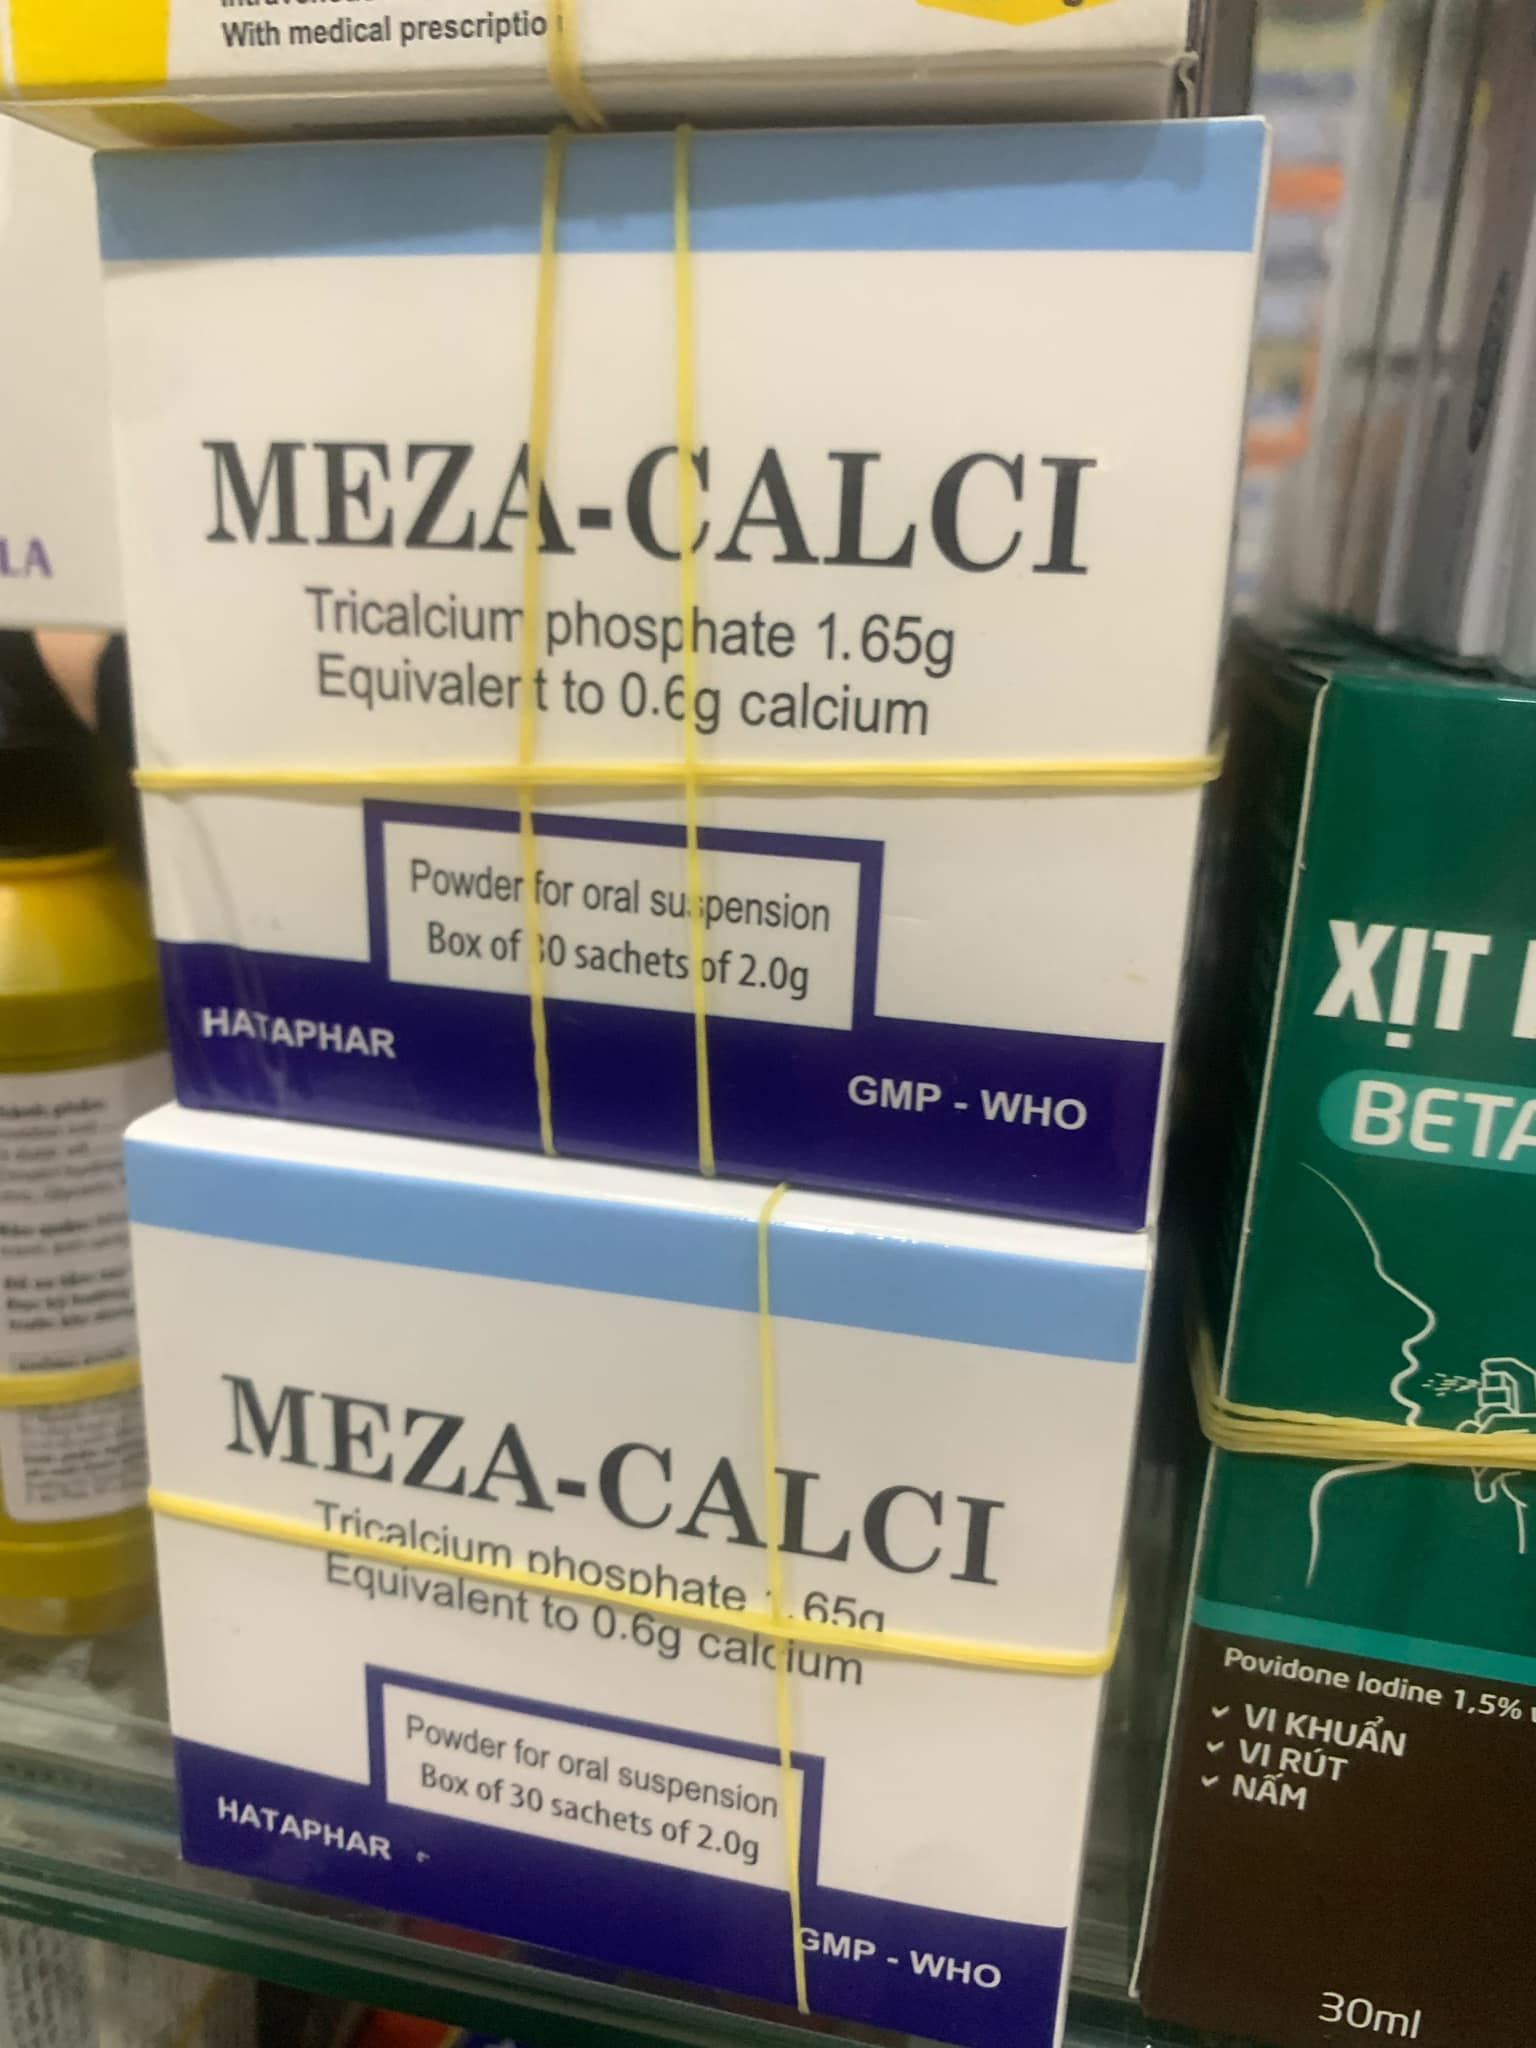 With medical prescriptio
LA
MEZA-CALCI
Tricalcium phosphate 1.65g
Equivalent to 0.6g calcium
Powder for oral suspension
Box of 30 sachets of 2.0g
HATAPHAR
GMP - WHO
MEZA-CALCI
Tricalcium phosphate 1.65g
Equivalent to 0.6g calcium
Powder for oral suspension
Box of 30 sachets of 2.0g
HATAPHAR
GMP - WHO
XỊT
BETA
Povidone Iodine 1,5%
VI KHUẨN
VI RÚT
NẤM
30ml